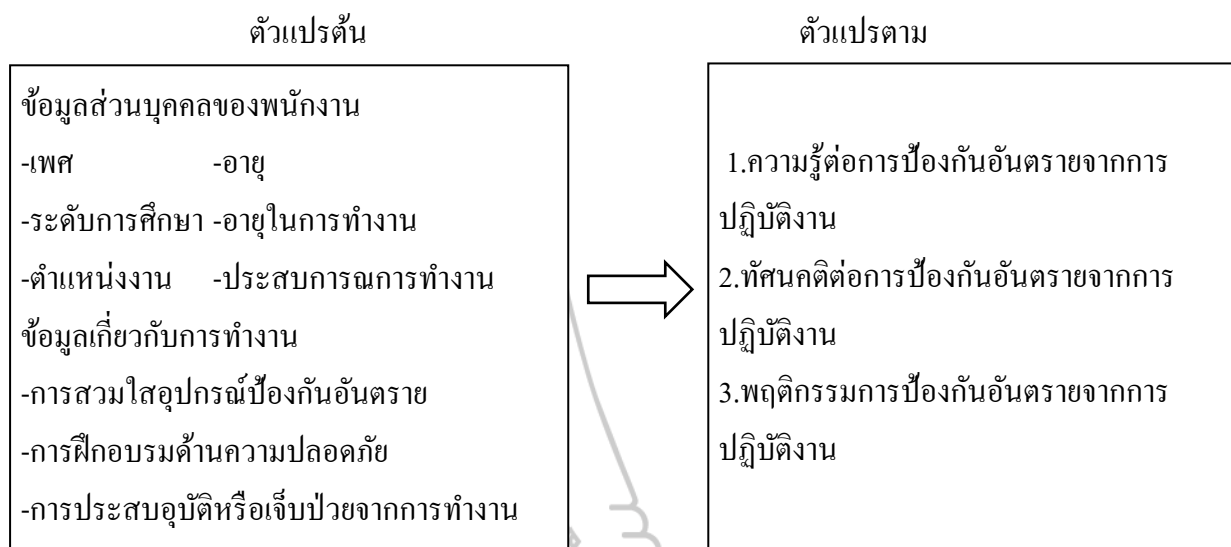 ตัวแปรต้น
ข้อมูลส่วนบุคคลของพนักงาน
-เพศ -อายุ
-ระดับการศึกษา -อายุในการทำงาน
-ตำแหน่งงาน -ประสบการณการทำงาน
ข้อมูลเกี่ยวกับการทำงาน
-การสวมใสอุปกรณ์ป้องกันอันตราย
-การฝึกอบรมด้านความปลอดภัย
-การประสบอุบัติหรือเจ็บป่วยจากการทำงาน
ตัวแปรตาม
1.ความรู้ต่อการป้องกันอันตรายจากการ
ปฏิบัติงาน
2.ทัศนคติต่อการป้องกันอันตรายจากการ
ปฏิบัติงาน
3.พฤติกรรมการป้องกันอันตรายจากการ
ปฏิบัติงาน